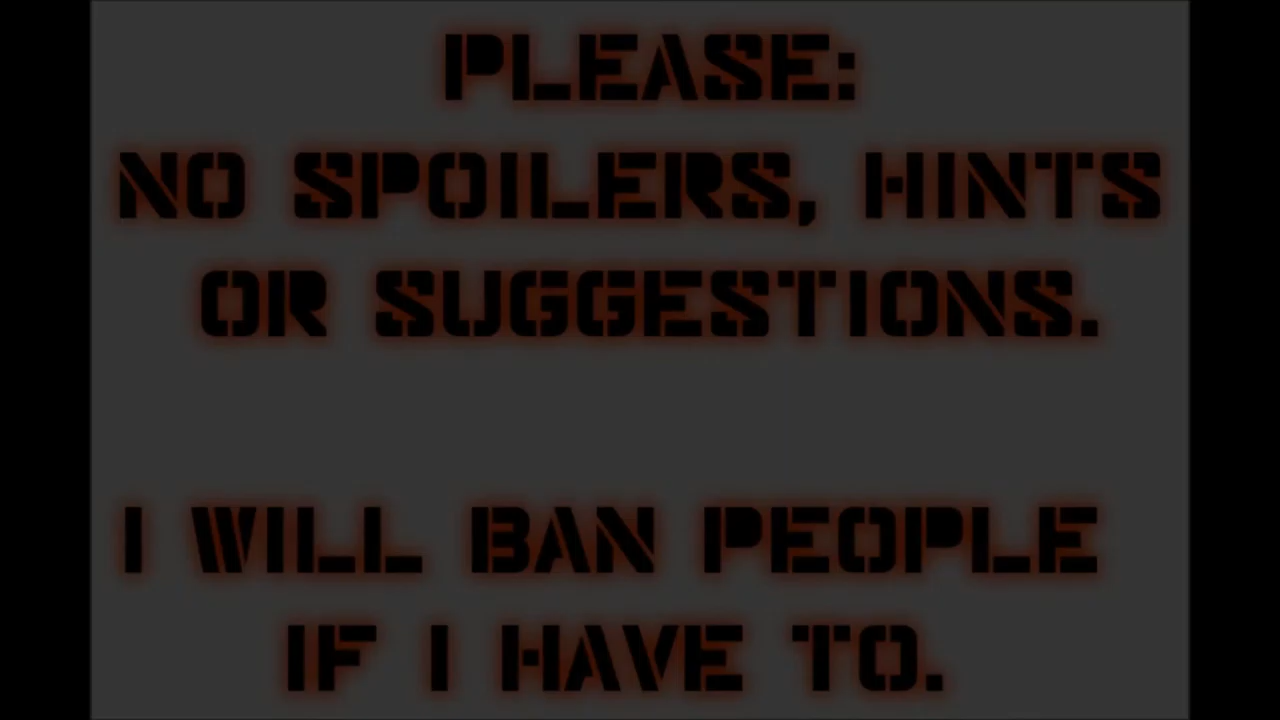 PLEASE:
NO SPOILERS, HINTS
OR SUGGESTIONS.
I WILL BAN PEOPLE
IF I HAVE TO.